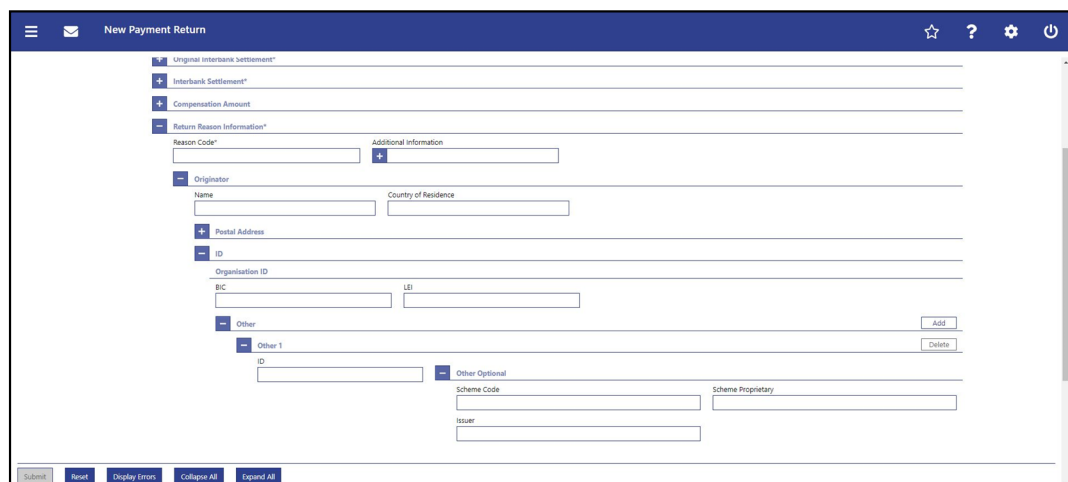 New Payment Return
?
Original Interbank Settlement*
Interbank Settlement*
Compensation Amount
Return Reason Information*
Reason Code* Additional Information
Originator
Name Country of Residence
Postal Address
ID
Organisation ID
BIC LEI
Other Add
Other 1 Delete
ID
Other Optional
Scheme Code Scheme Proprietary
Issuer
Submit Reset Display Errors Collapse All Expand All